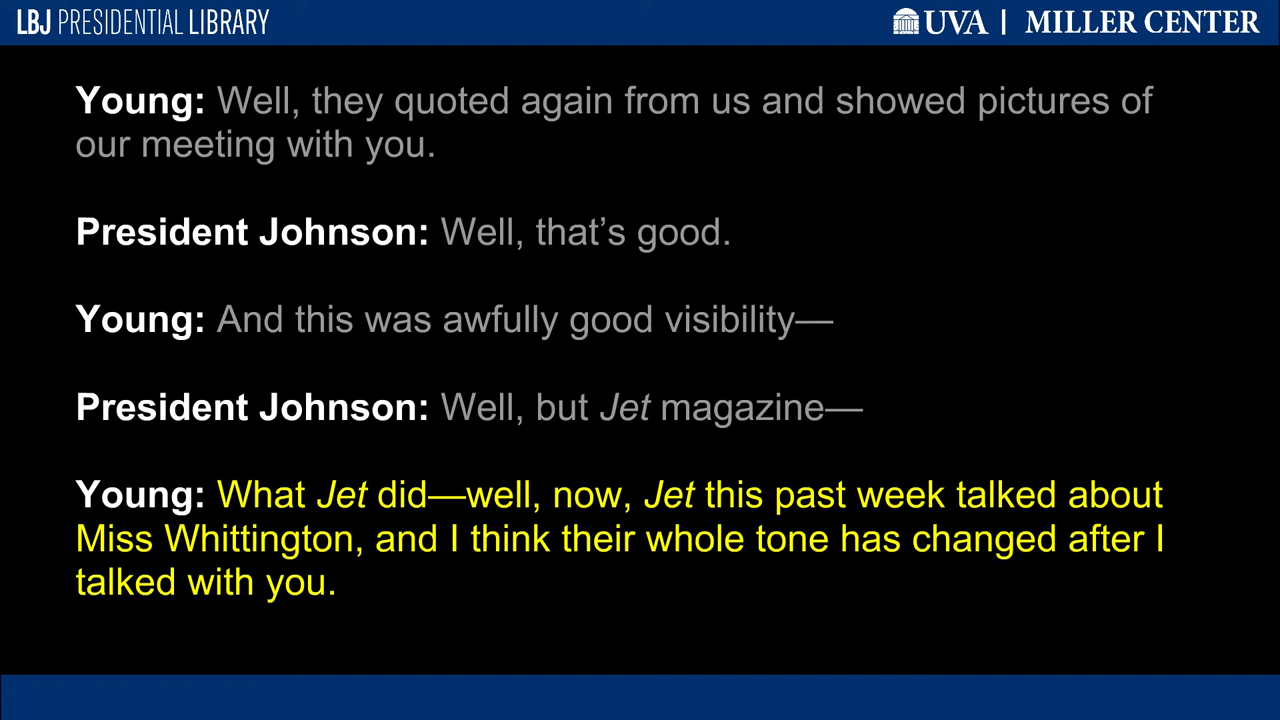 LBJ PRESIDENTIAL LIBRARY
UVA | MILLER CENTER
Young: Well, they quoted again from us and showed pictures of
our meeting with you.
President Johnson: Well, that’s good.
Young: And this was awfully good visibility—
President Johnson: Well, but Jet magazine—
Young: What Jet did—well, now, Jet this past week talked about
Miss Whittington, and I think their whole tone has changed after I
talked with you.